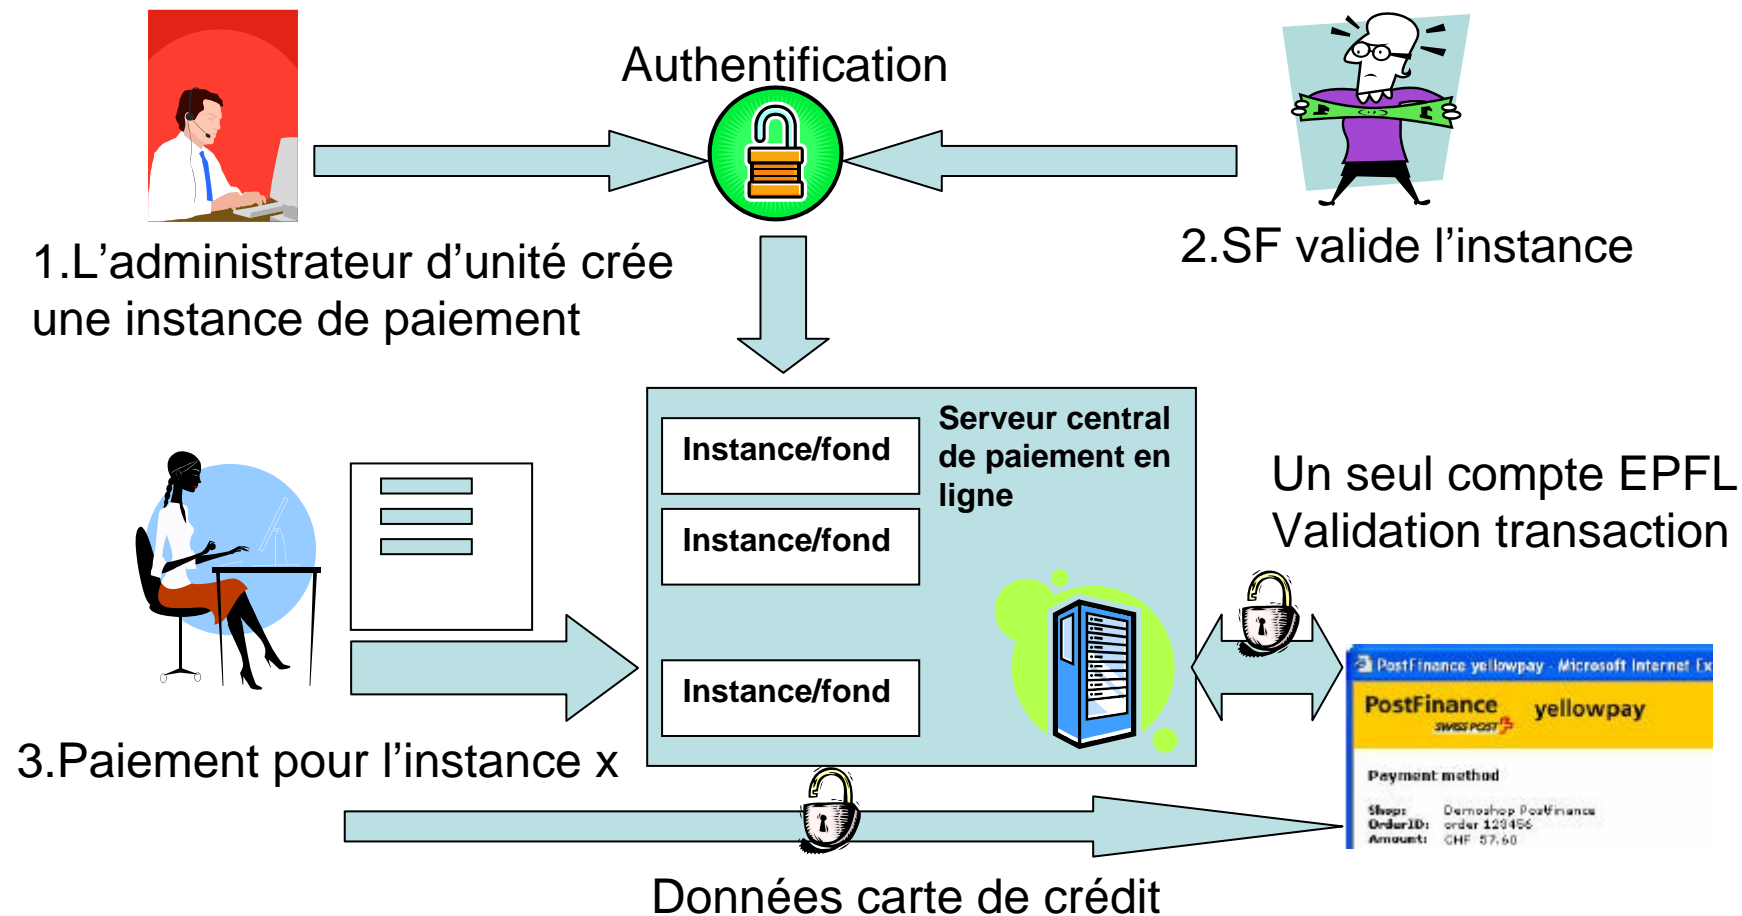 Authentification
1.L'administrateur d'unité crée
une instance de paiement
2.SF valide l'instance
Instance/fond
Serveur central
de paiement en
ligne
Instance/fond
Instance/fond
Un seul compte EPFL
Validation transaction
3.Paiement pour l'instance x
PostFinance yellowpay - Microsoft Internet Ex
PostFinance yellowpay
SWISS POST
Payment method
Shop: Demoshop Postfinance
OrderID: order 123456
Amount: CHF 57.60
Données carte de crédit